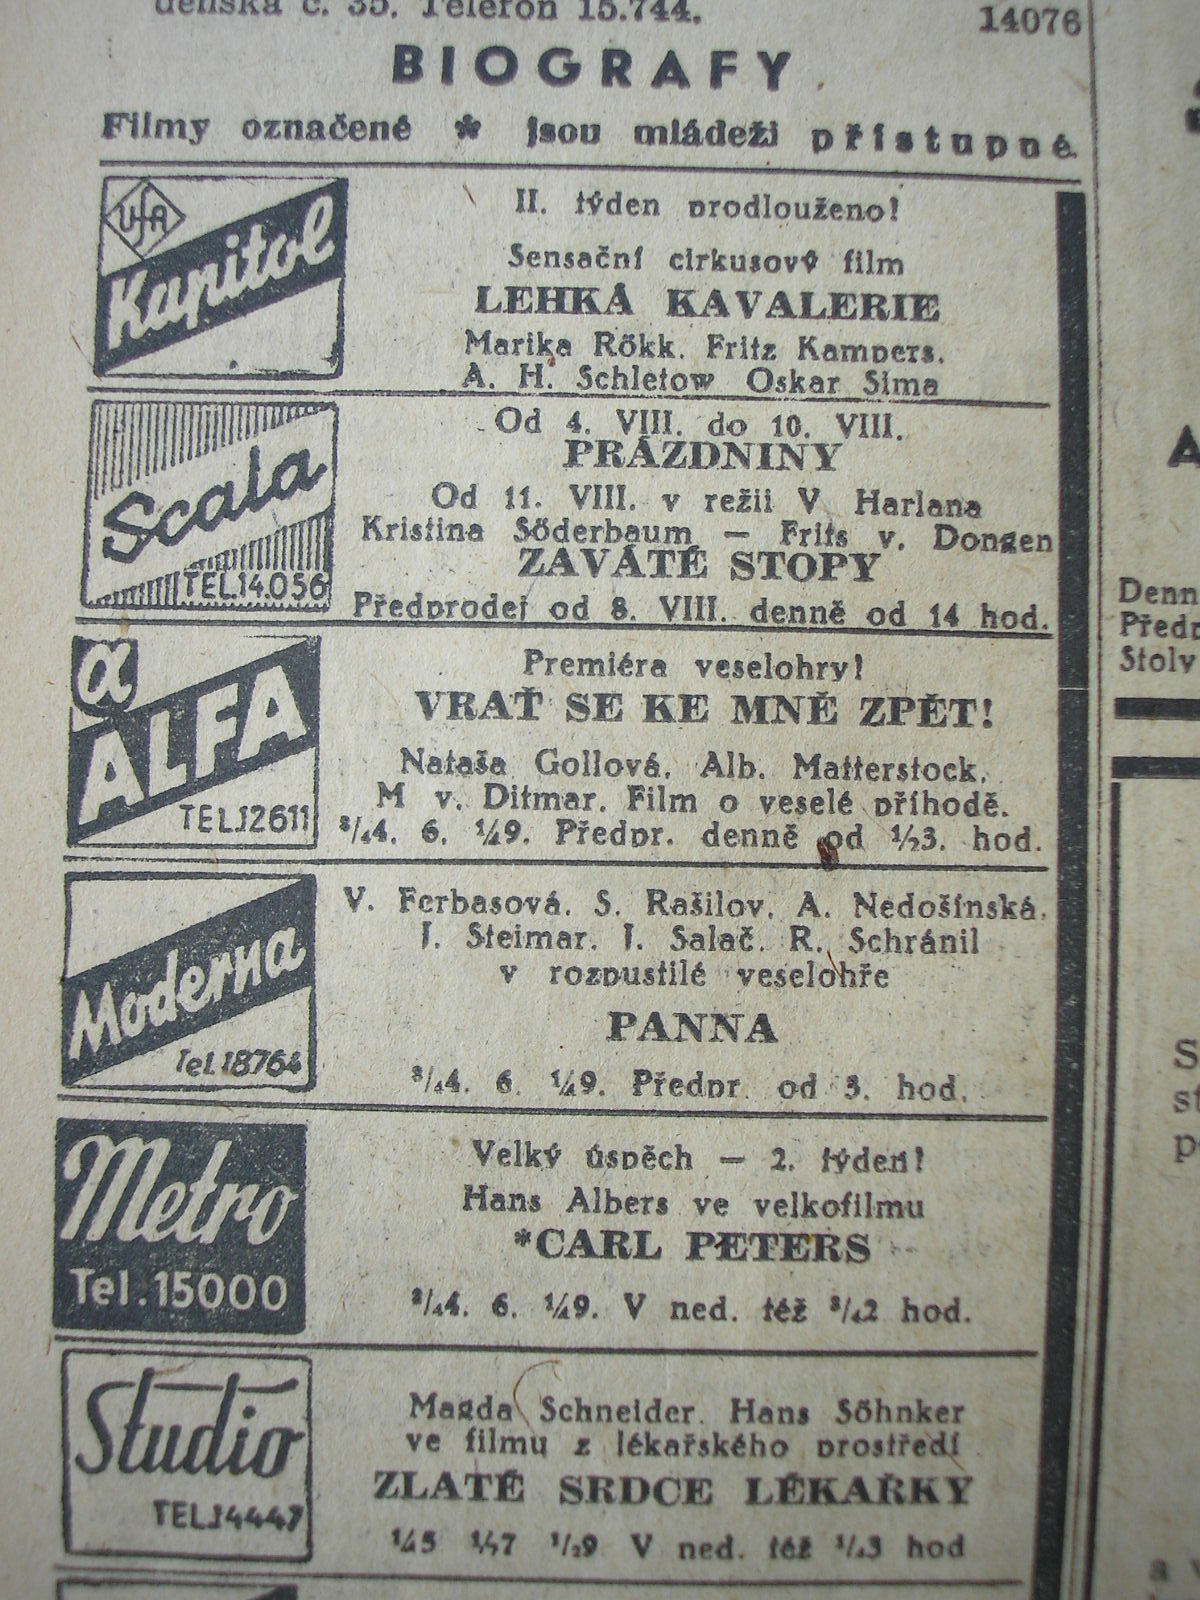 denská č. 35. Telefon 15.744.
14076
BIOGRAFY
Filmy označené * jsou mládeži přístupné.
UFA
Kapitol
II. týden prodlouženo!
Sensační cirkusový film
LEHKÁ KAVALERIE
Marika Rökk, Fritz Kampers,
A. H. Schletow Oskar Sima
Scala
TEL.14.056
Od 4. VIII. do 10. VIII.
PRÁZDNINY
Od 11. VIII. v režii V Harlana
Kristina Söderbaum — Frits v. Dongen
ZAVÁTÉ STOPY
Předprodej od 8. VIII. denně od 14 hod.
α
ALFA
TEL.12611
Premiéra veselohry!
VRAŤ SE KE MNĚ ZPĚT!
Nataša Gollová, Alb. Matterstock,
M v. Ditmar. Film o veselé příhodě.
3/44. 6. 1/49. Předpr. denně od 1/23. hod.
Moderna
Tel.18764
V. Ferbasová, S. Rašilov, A. Nedošínská,
J. Steimar, J. Salač, R. Schránil
v rozpustilé veselohře
PANNA
3/44. 6. 1/49. Předpr. od 3. hod.
Metro
Tel.15000
Velký úspěch — 2. týden!
Hans Albers ve velkofilmu
*CARL PETERS
3/44. 6. 1/49. V ned. též 3/42 hod.
Studio
TEL.14447
Magda Schneider, Hans Söhnker
ve filmu z lékařského prostředí
ZLATÉ SRDCE LÉKAŘKY
1/45 1/47 1/29 V ned. též 1/43 hod
A
Denn
Předp
Stolv
S
st
p
a v